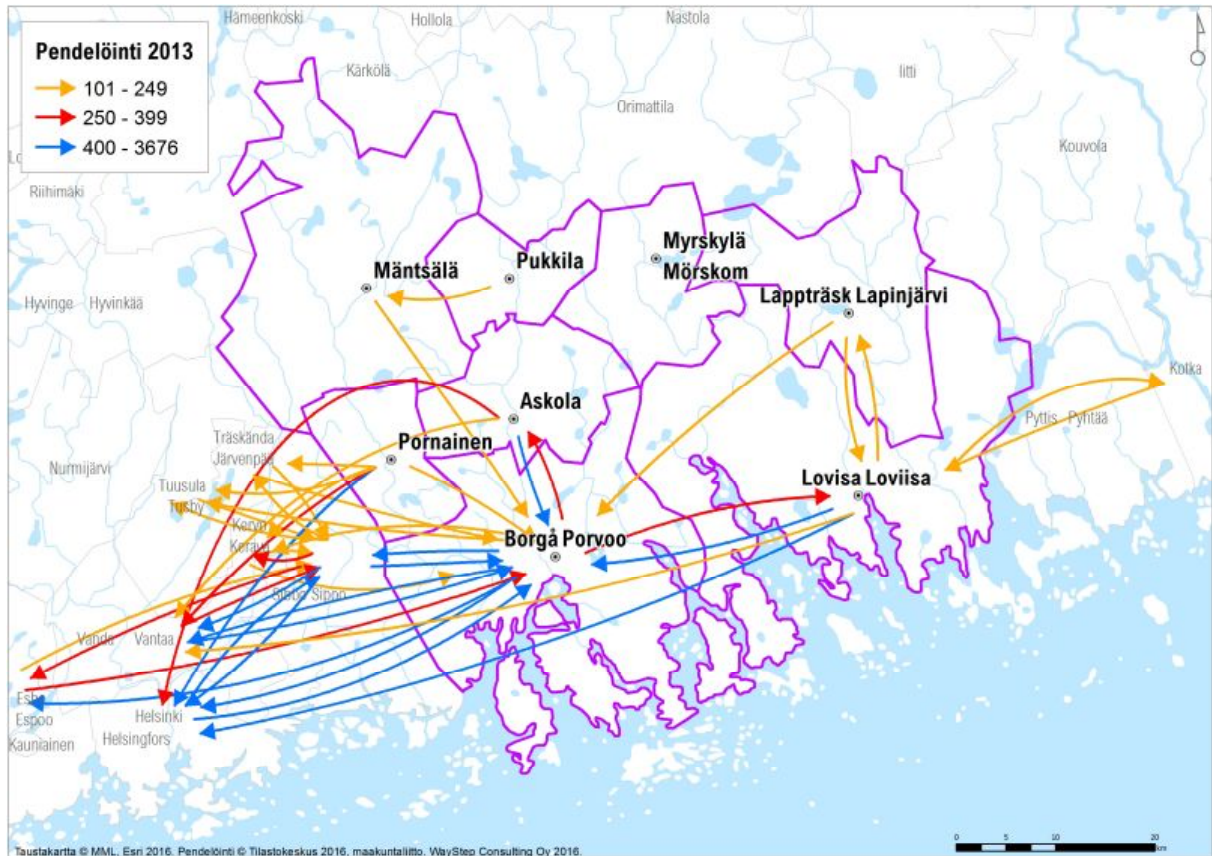 Hämeenkoski
Hollola
Nastola
Pendelöinti 2013
101 - 249
250 - 399
400 - 3676
Kärkölä
Iitti
Orimattila
Kouvola
Riihimäki
Myrskylä
Mörskom
Pukkila
Mäntsälä
Hyvinge Hyvinkää
Lappträsk Lapinjärvi
Kotka
Askola
Pyttis Pyhtää
Träskända
Järvenpää
Pornainen
Nurmijärvi
Tuusula
Tusby
Lovisa Loviisa
Kervo
Kerava
Borgå Porvoo
Sibbo Sipoo
Vanda Vantaa
Esbo
Espoo
Helsinki
Helsingfors
Kauniainen
0 5 10 20
km
Taustakartta © MML, Esri 2016, Pendelöinti © Tilastokeskus 2016, maakuntaliitto. WayStep Consulting Oy 2016.